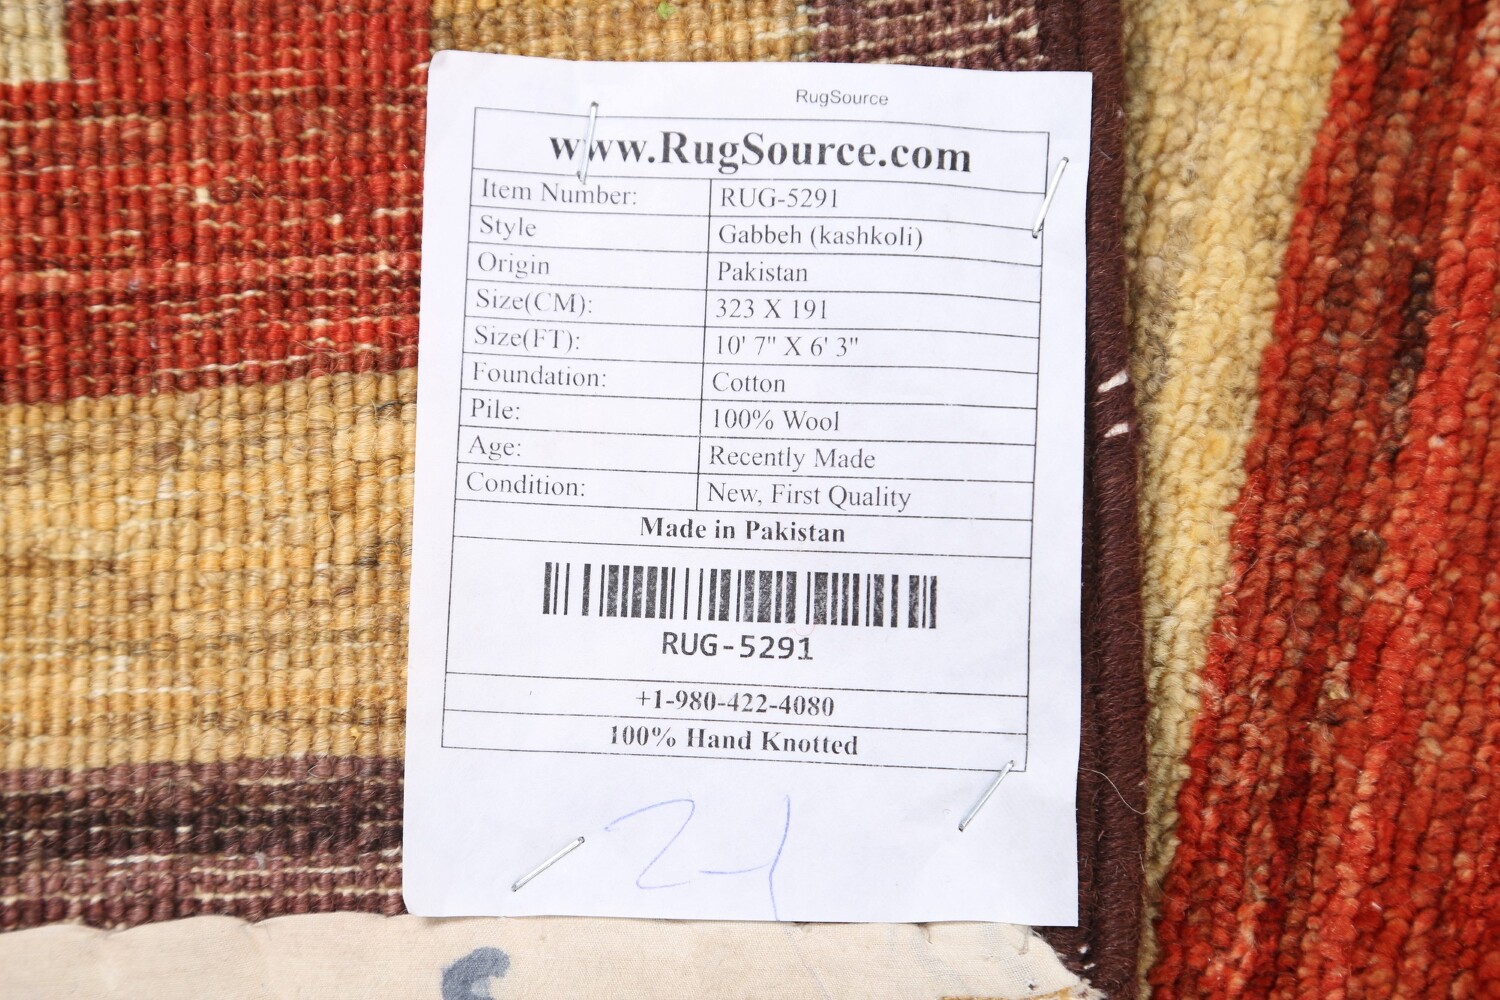 RugSource
www.RugSource.com
Item Number: RUG-5291
Style Gabbeh (kashkoli)
Origin Pakistan
Size(CM): 323 X 191
Size(FT): 10' 7" X 6' 3"
Foundation: Cotton
Pile: 100% Wool
Age: Recently Made
Condition: New, First Quality
Made in Pakistan
RUG-5291
+1-980-422-4080
100% Hand Knotted